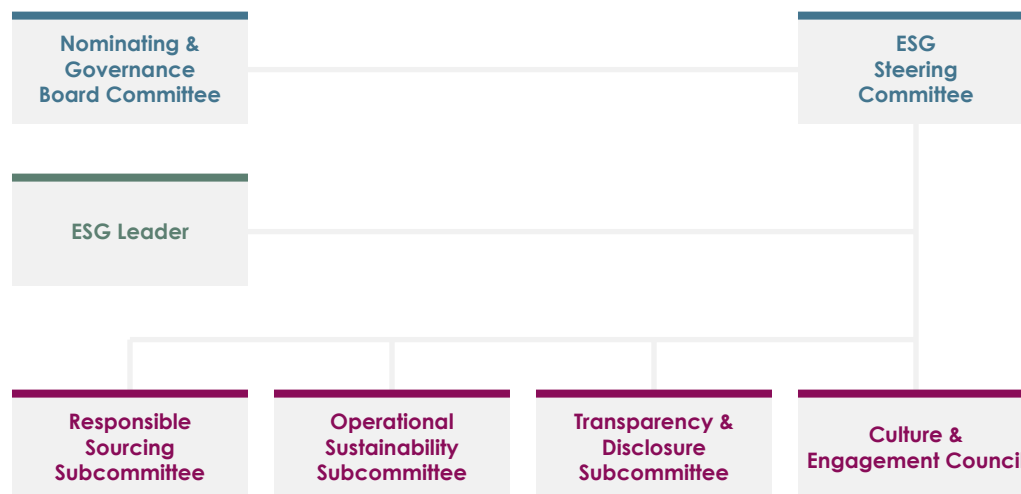 Nominating &
Governance
Board Committee
ESG
Steering
Committee
ESG Leader
Responsible
Sourcing
Subcommittee
Operational
Sustainability
Subcommittee
Transparency &
Disclosure
Subcommittee
Culture &
Engagement Council